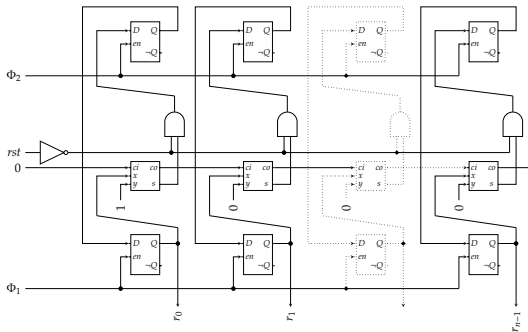 D Q D Q D Q D Q
en en en en
¬Q ¬Q ¬Q ¬Q
Φ2
rst
0
ci co ci co ci co ci co
x x x x
y s y s y s y s
1 0 0 0
D Q D Q D Q D Q
en en en en
¬Q ¬Q ¬Q ¬Q
Φ1
r0 r1 rn−1